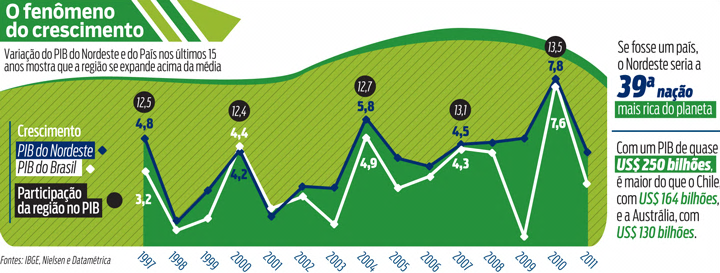 O fenômeno
do crescimento
Variação do PIB do Nordeste e do País nos últimos 15
anos mostra que a região se expande acima da média
Crescimento
PIB do Nordeste
PIB do Brasil
Participação
da região no PIB
12,5
4,8
3,2
12,4
4,4
4,2
12,7
5,8
4,9
13,1
4,5
4,3
13,5
7,8
7,6
1997
1998
1999
2000
2001
2002
2003
2004
2005
2006
2007
2008
2009
2010
2011
Fontes: IBGE, Nielsen e Datamétrica
Se fosse um país,
o Nordeste seria a
39ª
nação
mais rica do planeta
Com um PIB de quase
US$ 250 bilhões,
é maior do que o Chile
com US$ 164 bilhões,
e a Austrália, com
US$ 130 bilhões.